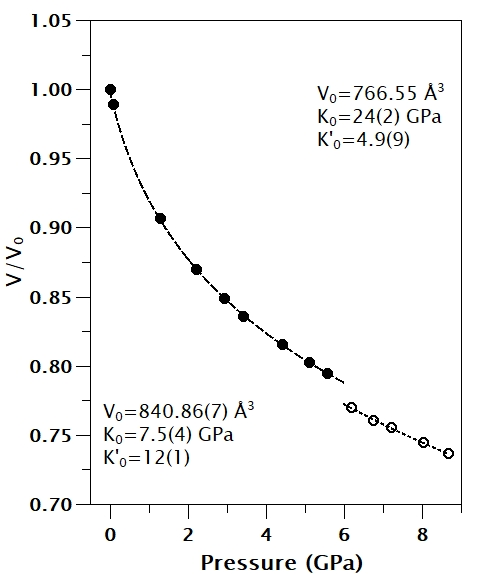 1.05
1.00
0.95
0.90
0.85
0.80
0.75
0.70
V/V₀
V₀=766.55 Å³
K₀=24(2) GPa
K'₀=4.9(9)
V₀=840.86(7) Å³
K₀=7.5(4) GPa
K'₀=12(1)
0 2 4 6 8
Pressure (GPa)